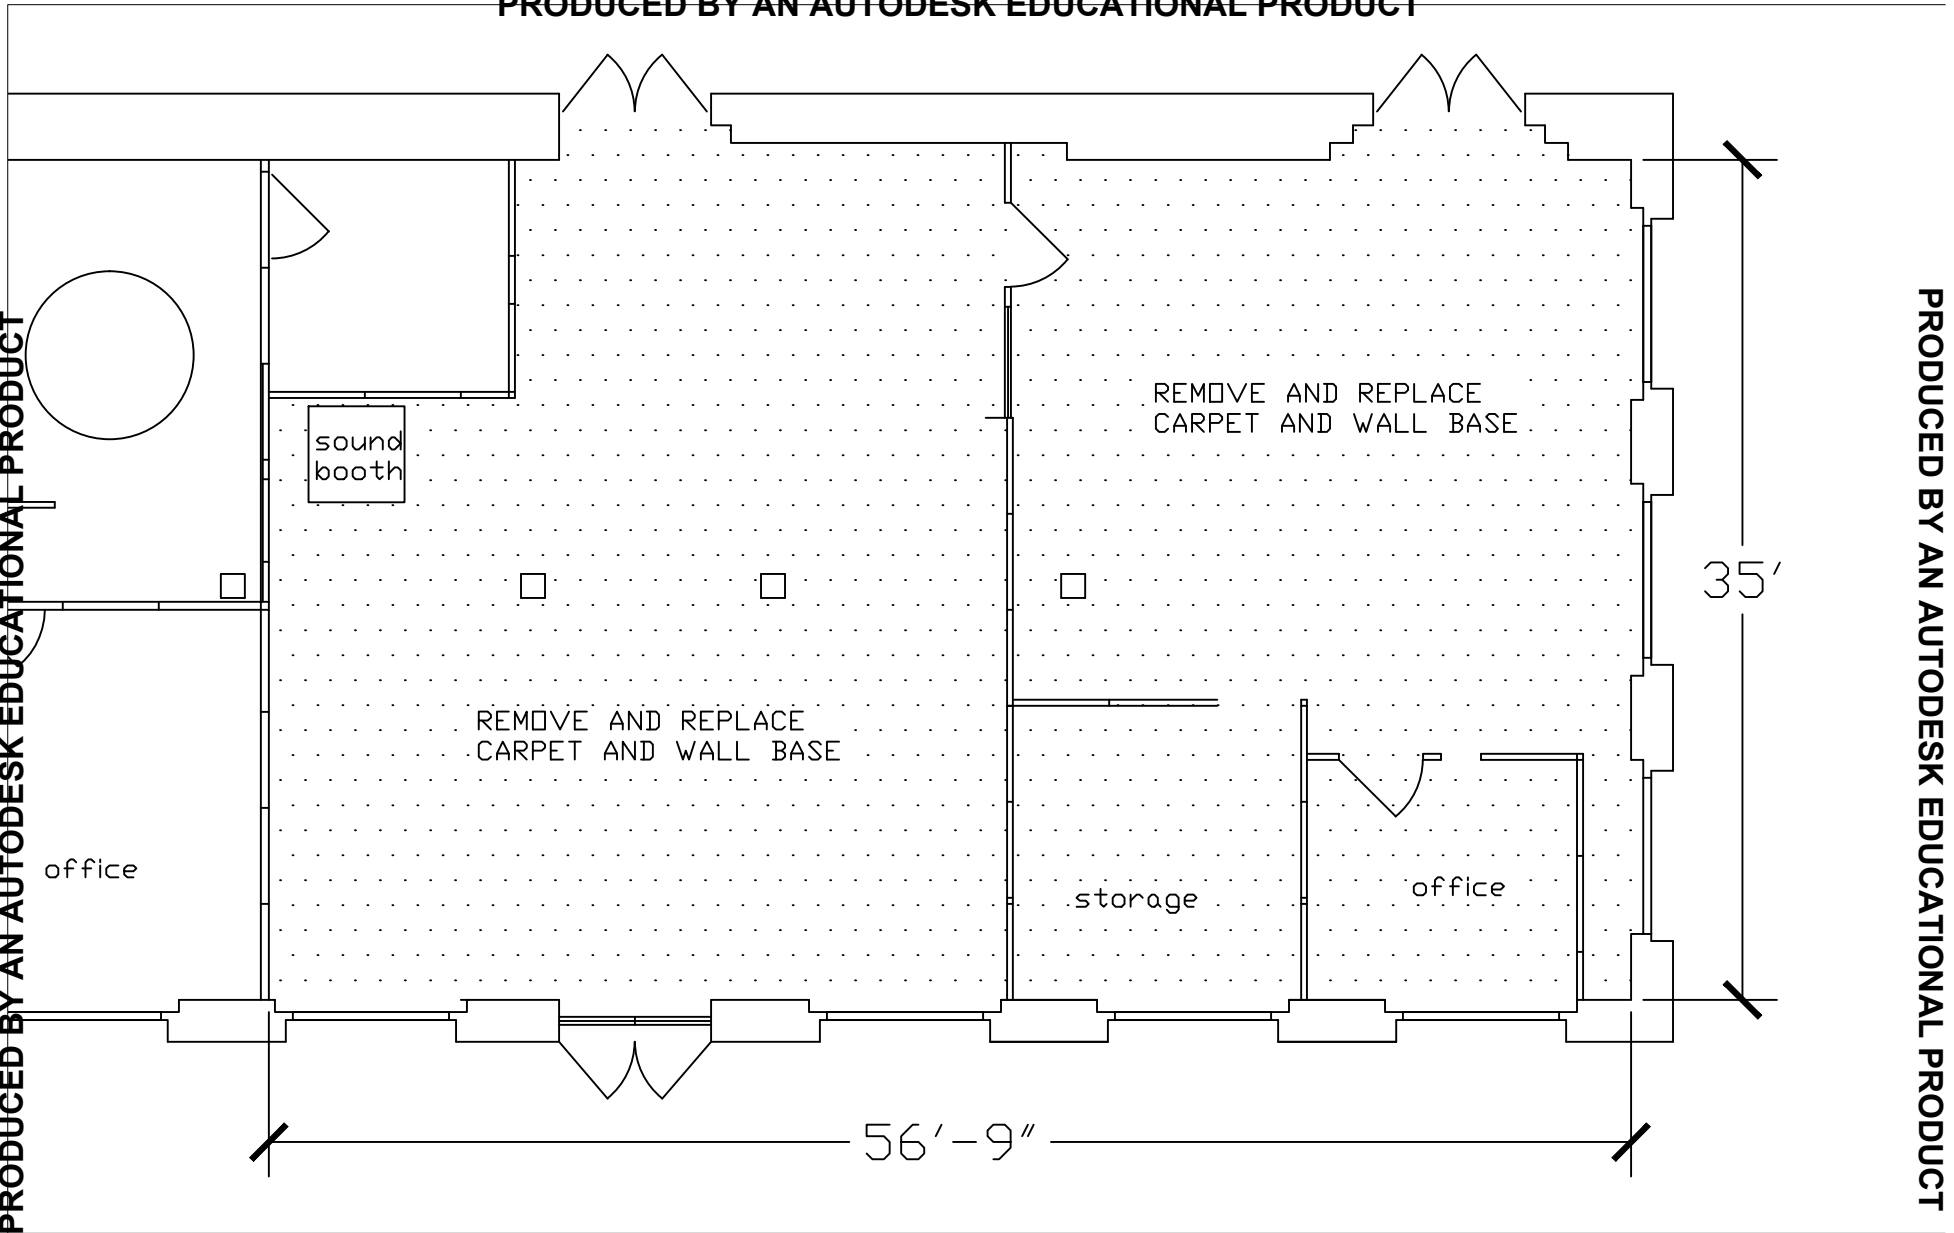 PRODUCED BY AN AUTODESK EDUCATIONAL PRODUCT
PRODUCED BY AN AUTODESK EDUCATIONAL PRODUCT
PRODUCED BY AN AUTODESK EDUCATIONAL PRODUCT
REMOVE AND REPLACE
CARPET AND WALL BASE
sound
booth
35'
REMOVE AND REPLACE
CARPET AND WALL BASE
office
storage
office
56'-9"